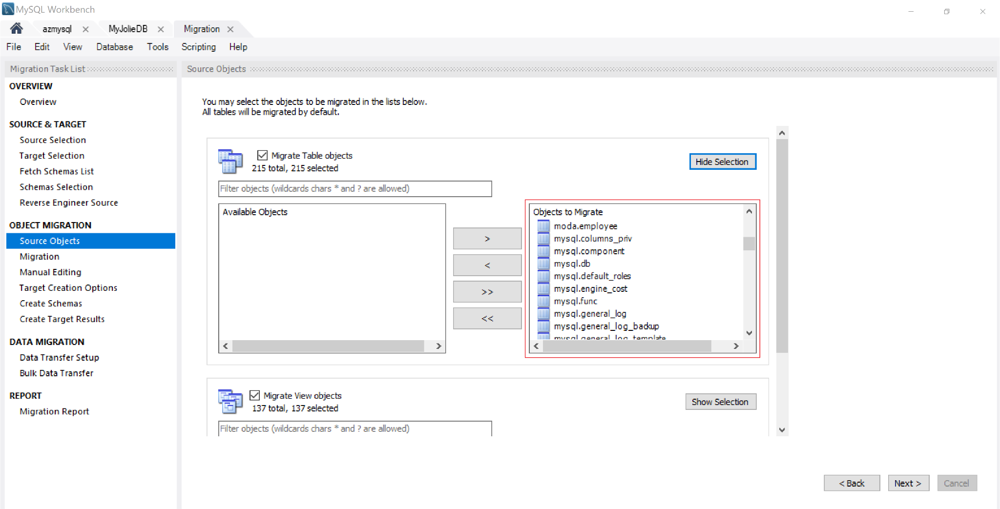 MySQL Workbench
azmysql
MyJolieDB
Migration
File Edit View Database Tools Scripting Help
Migration Task List
OVERVIEW
Overview
SOURCE & TARGET
Source Selection
Target Selection
Fetch Schemas List
Schemas Selection
Reverse Engineer Source
OBJECT MIGRATION
Source Objects
Migration
Manual Editing
Target Creation Options
Create Schemas
Create Target Results
DATA MIGRATION
Data Transfer Setup
Bulk Data Transfer
REPORT
Migration Report
Source Objects
You may select the objects to be migrated in the lists below.
All tables will be migrated by default.
Migrate Table objects
215 total, 215 selected
Hide Selection
Filter objects (wildcards chars * and ? are allowed)
Available Objects
>
<
>>
<<
Objects to Migrate
moda.employee
mysql.columns_priv
mysql.component
mysql.db
mysql.default_roles
mysql.engine_cost
mysql.func
mysql.general_log
mysql.general_log_backup
mysql.general_log_template
Migrate View objects
137 total, 137 selected
Show Selection
Filter objects (wildcards chars * and ? are allowed)
< Back
Next >
Cancel